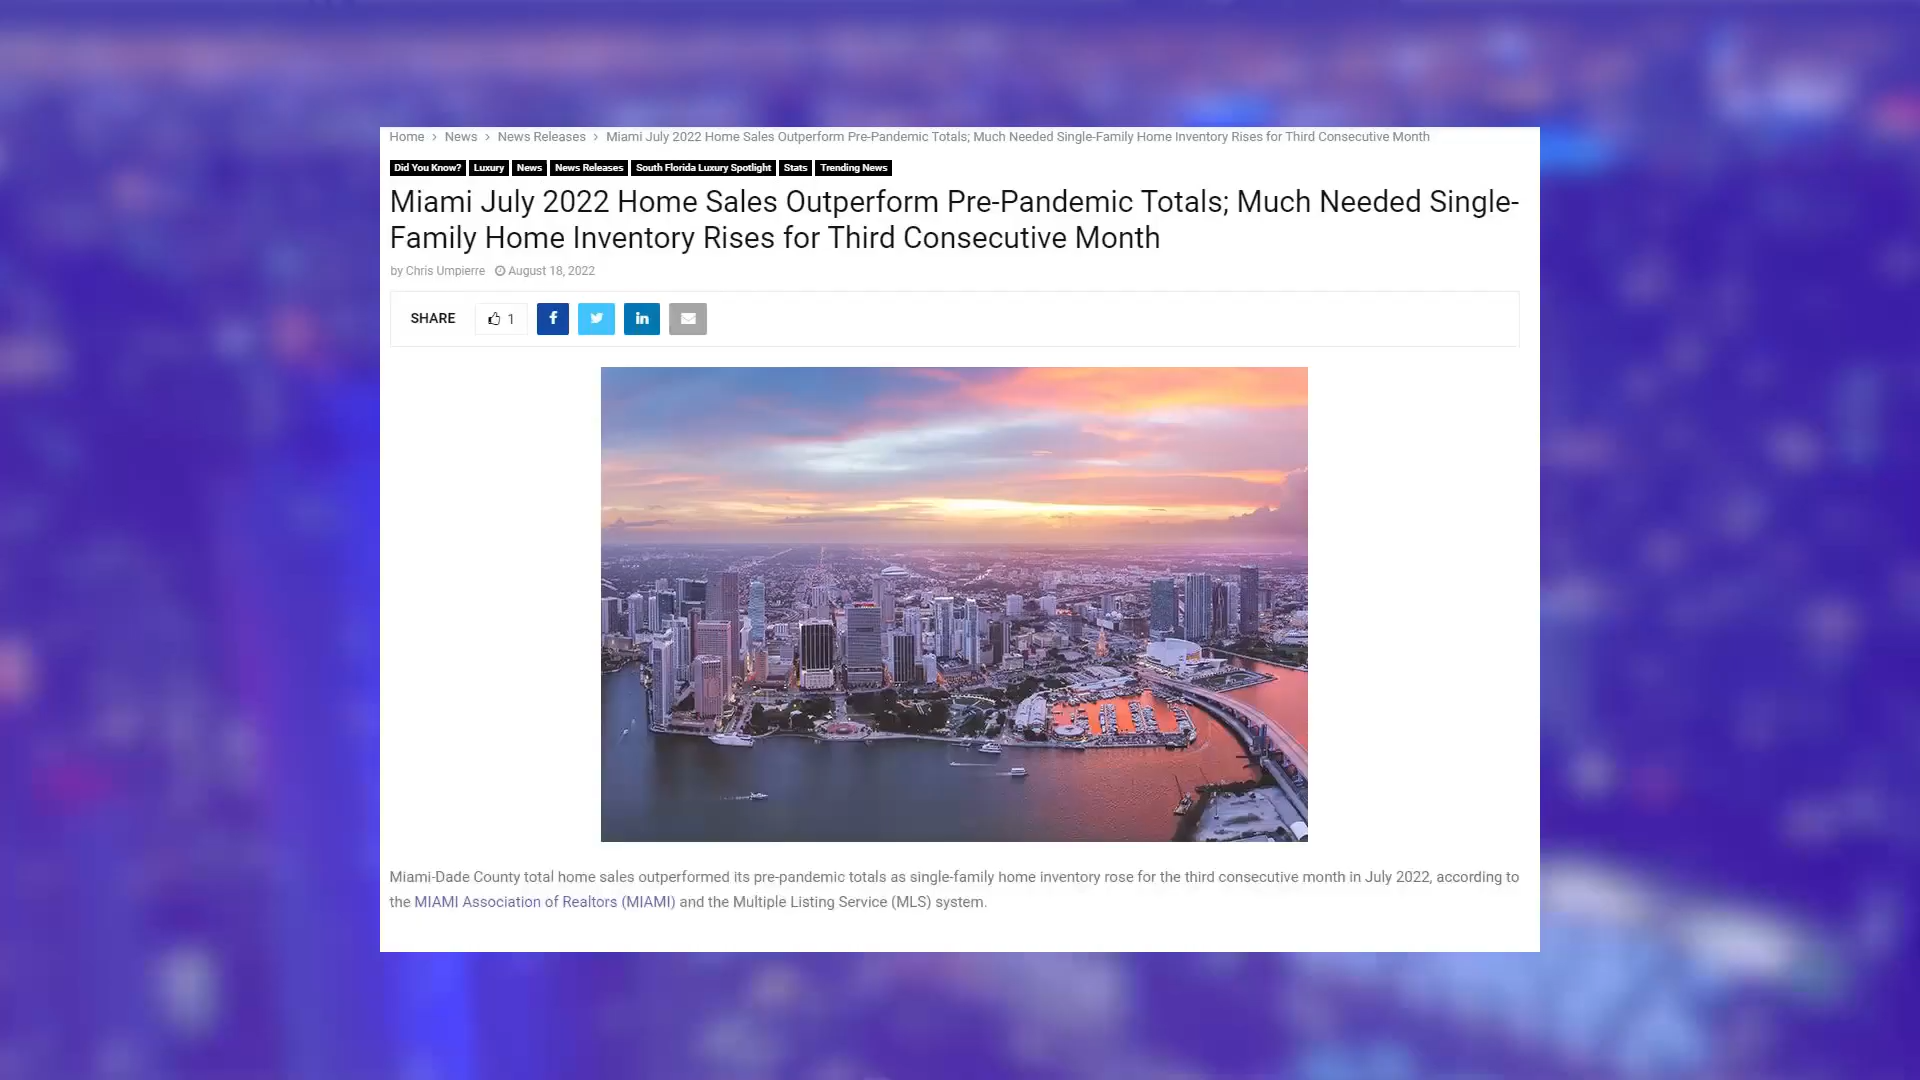 Home > News > News Releases > Miami July 2022 Home Sales Outperform Pre-Pandemic Totals; Much Needed Single-Family Home Inventory Rises for Third Consecutive Month
Did You Know? Luxury News News Releases South Florida Luxury Spotlight Stats Trending News
Miami July 2022 Home Sales Outperform Pre-Pandemic Totals; Much Needed Single-
Family Home Inventory Rises for Third Consecutive Month
by Chris Umpierre August 18, 2022
SHARE 1 f in
Miami-Dade County total home sales outperformed its pre-pandemic totals as single-family home inventory rose for the third consecutive month in July 2022, according to
the MIAMI Association of Realtors (MIAMI) and the Multiple Listing Service (MLS) system.